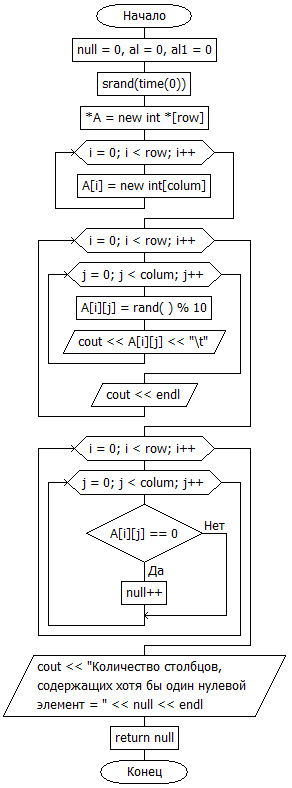 Начало
null = 0, al = 0, al1 = 0
srand(time(0))
*A = new int *[row]
i = 0; i < row; i++
A[i] = new int[colum]
i = 0; i < row; i++
j = 0; j < colum; j++
A[i][j] = rand( ) % 10
cout << A[i][j] << "\t"
cout << endl
i = 0; i < row; i++
j = 0; j < colum; j++
A[i][j] == 0
Нет
Да
null++
cout << "Количество столбцов,
содержащих хотя бы один нулевой
элемент = " << null << endl
return null
Конец